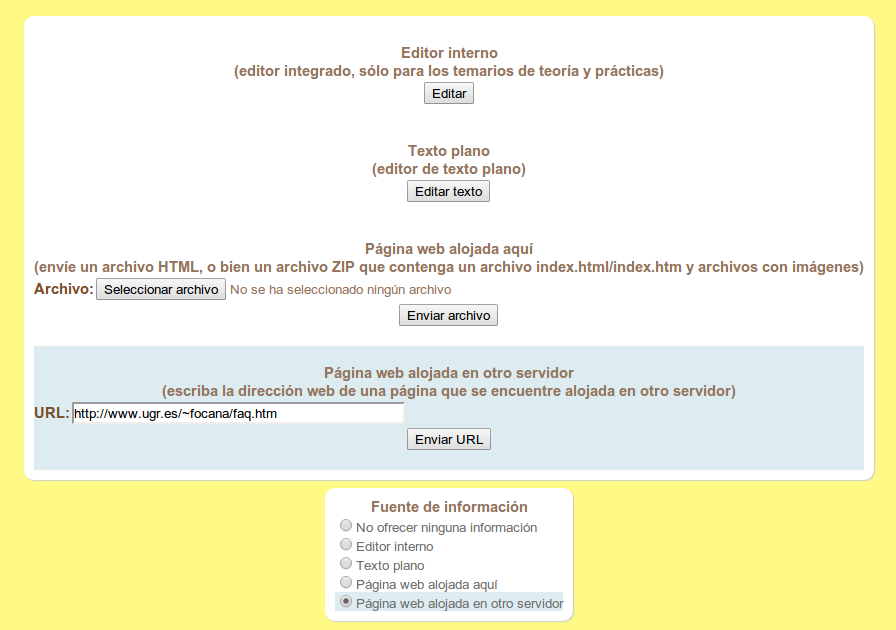 Editor interno
(editor integrado, sólo para los temarios de teoría y prácticas)
Editar
Texto plano
(editor de texto plano)
Editar texto
Página web alojada aquí
(envíe un archivo HTML, o bien un archivo ZIP que contenga un archivo index.html/index.htm y archivos con imágenes)
Archivo: Seleccionar archivo No se ha seleccionado ningún archivo
Enviar archivo
Página web alojada en otro servidor
(escriba la dirección web de una página que se encuentre alojada en otro servidor)
URL: http://www.ugr.es/~focana/faq.htm
Enviar URL
Fuente de información
No ofrecer ninguna información
Editor interno
Texto plano
Página web alojada aquí
Página web alojada en otro servidor